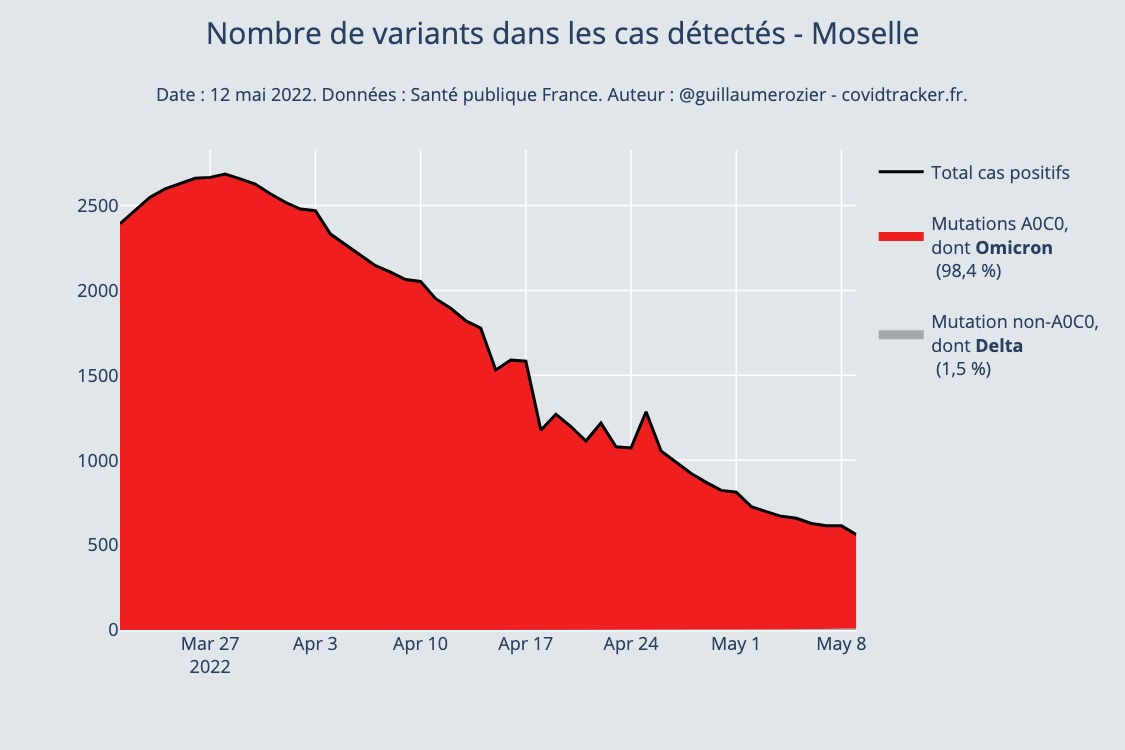 Nombre de variants dans les cas détectés - Moselle
Date : 12 mai 2022. Données : Santé publique France. Auteur : @guillaumerozier - covidtracker.fr.
Total cas positifs
Mutations A0C0,
dont Omicron
(98,4 %)
Mutation non-A0C0,
dont Delta
(1,5 %)
2500
2000
1500
1000
500
0
Mar 27
2022
Apr 3
Apr 10
Apr 17
Apr 24
May 1
May 8